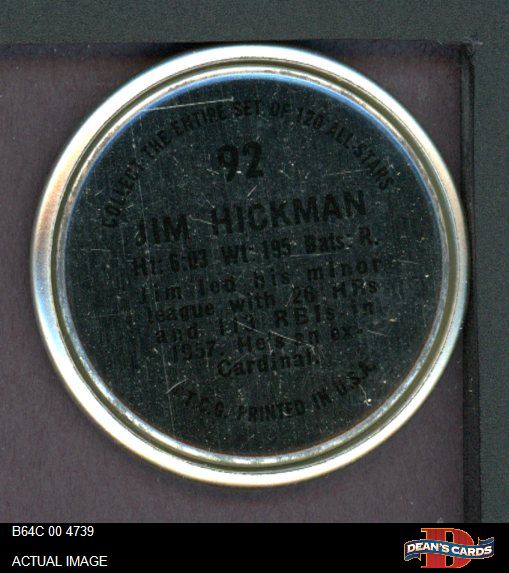 COLLECT THE ENTIRE SET OF 120 ALL-STARS
92
JIM HICKMAN
Ht: 6:03 Wt: 195 Bats: R.
Jim led his minor
league with 26 HRs
and RBIs in
1957. He's an ex-
Cardinal.
T.C.G. PRINTED IN U.S.A.
B64C 00 4739
ACTUAL IMAGE
DEAN'S CARDS